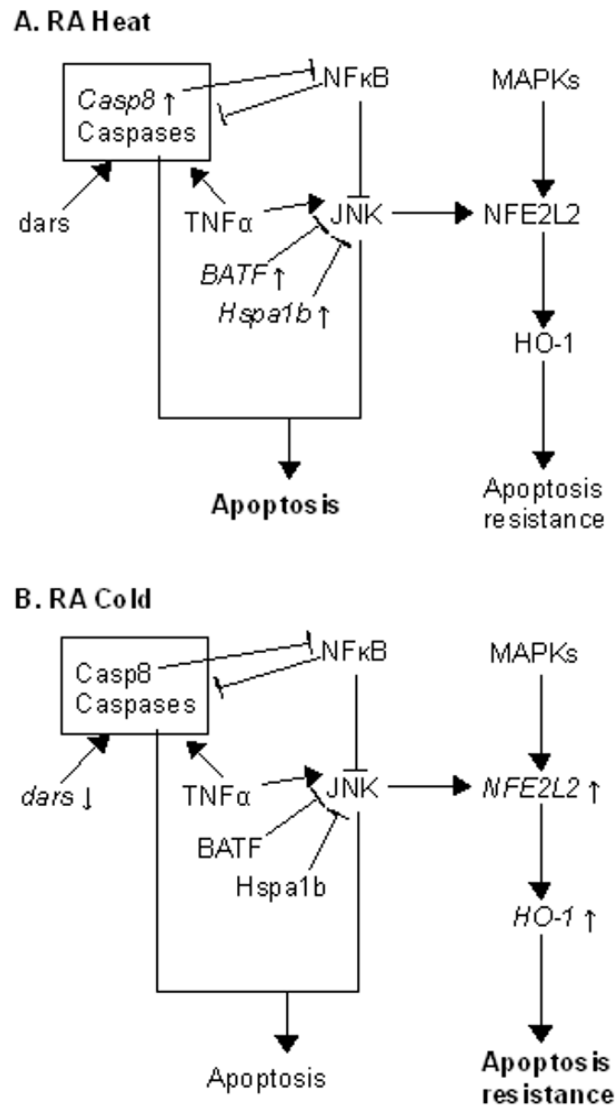 A. RA Heat
Casp8 ↑
Caspases
NFκB
MAPKs
dars
TNFα
JNK
NFE2L2
BATF ↑
Hspa1b ↑
HO-1
Apoptosis
Apoptosis
resistance
B. RA Cold
Casp8
Caspases
NFκB
MAPKs
dars ↓
TNFα
JNK
NFE2L2 ↑
BATF
Hspa1b
HO-1 ↑
Apoptosis
Apoptosis
resistance